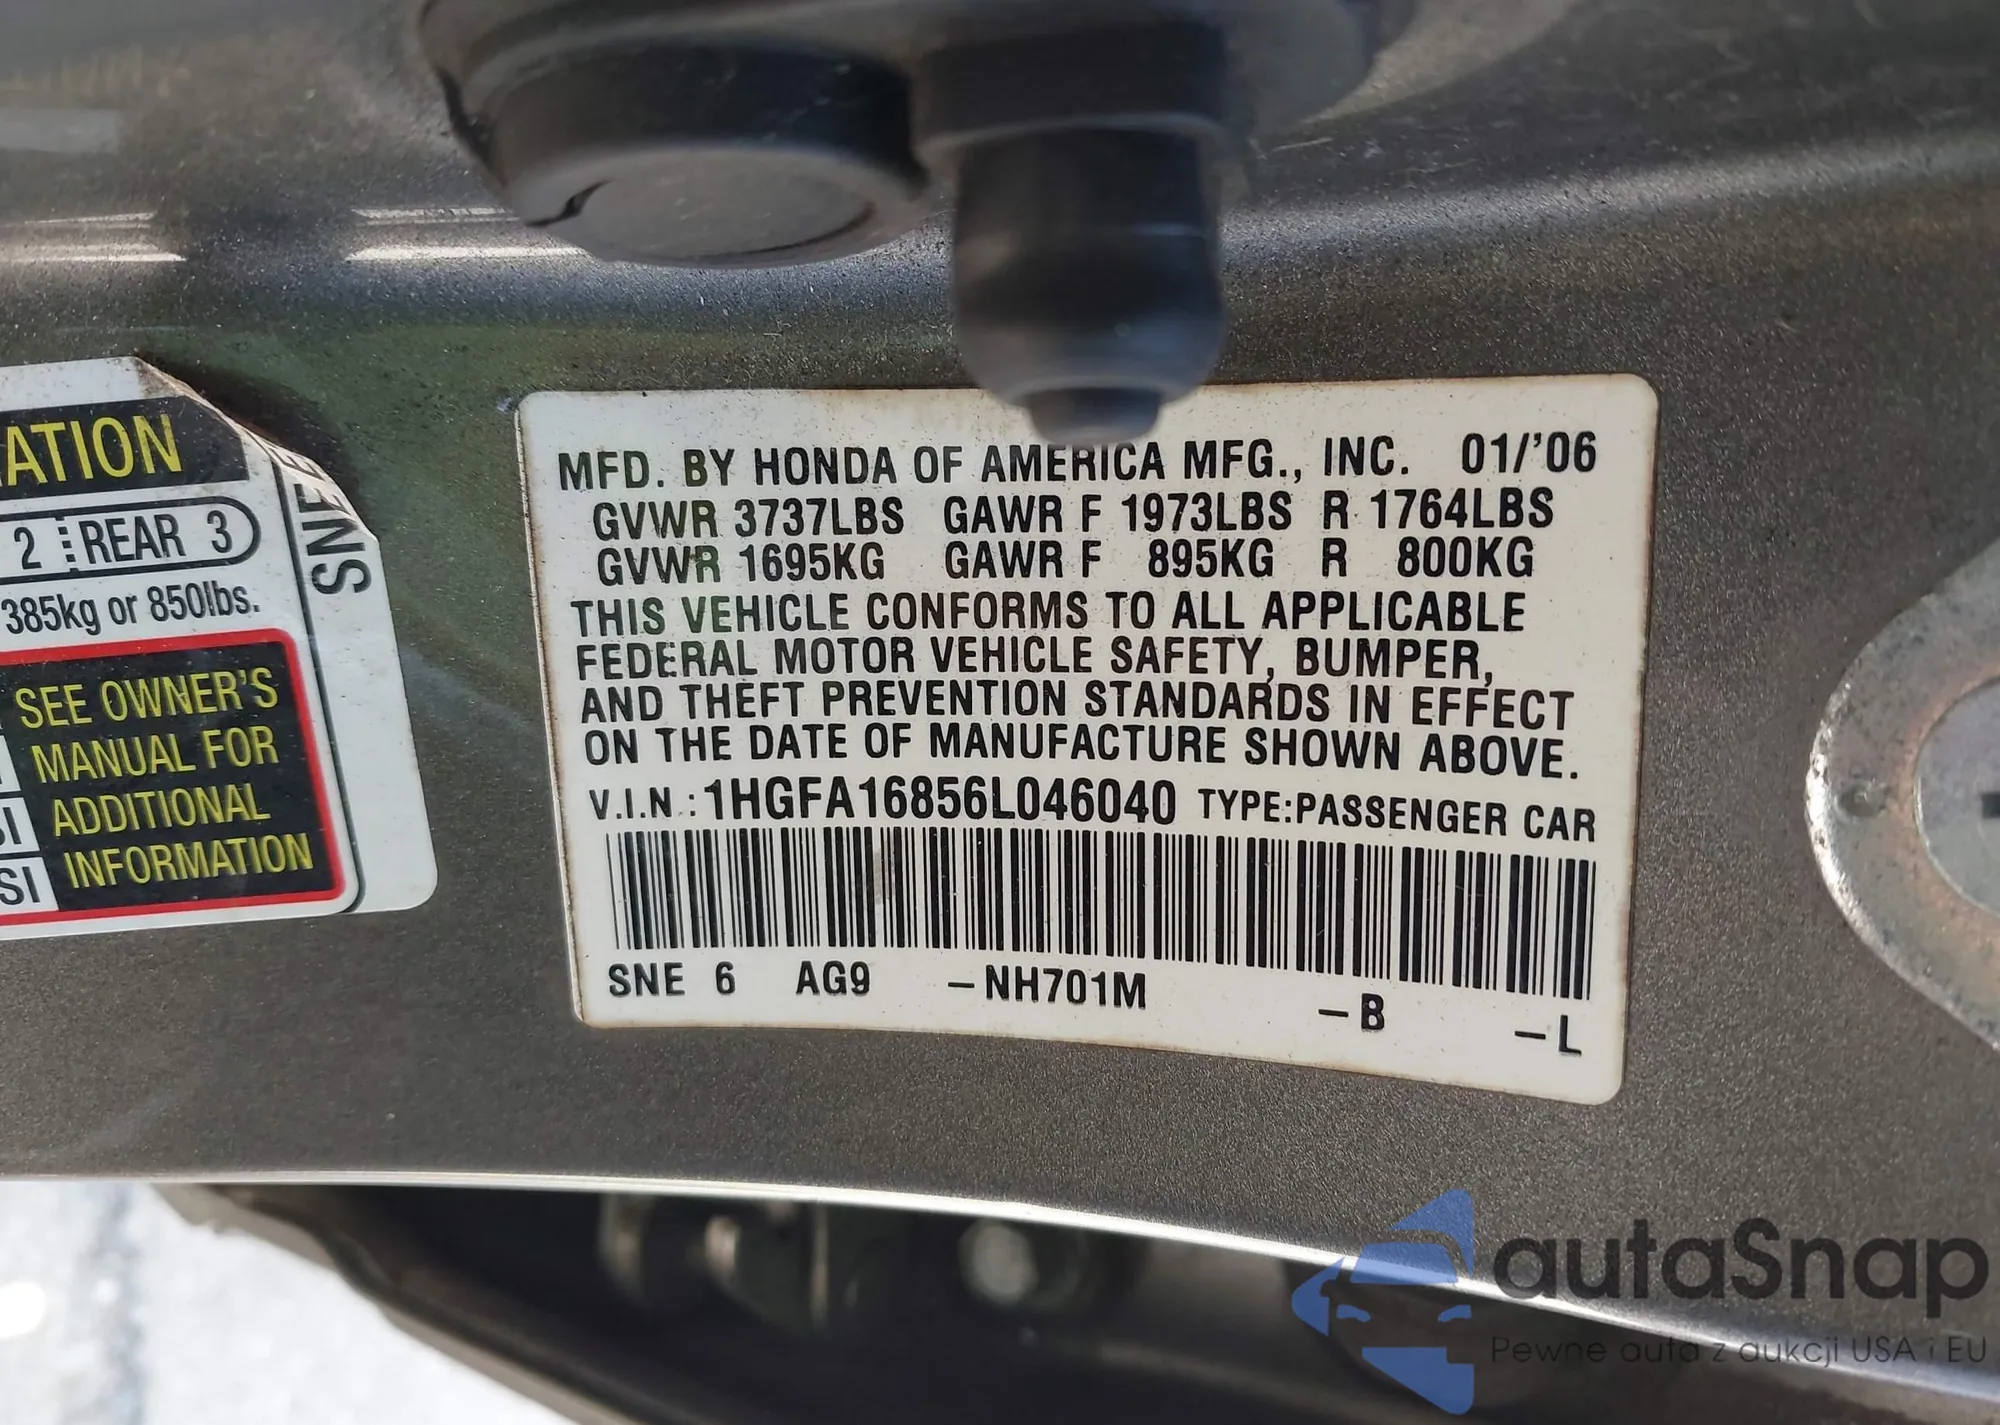 ATION
2 REAR 3
385kg or 850lbs.
SEE OWNER'S
MANUAL FOR
ADDITIONAL
INFORMATION
SI
SNE
MFD. BY HONDA OF AMERICA MFG., INC. 01/'06
GVWR 3737LBS GAWR F 1973LBS R 1764LBS
GVWR 1695KG GAWR F 895KG R 800KG
THIS VEHICLE CONFORMS TO ALL APPLICABLE
FEDERAL MOTOR VEHICLE SAFETY, BUMPER,
AND THEFT PREVENTION STANDARDS IN EFFECT
ON THE DATE OF MANUFACTURE SHOWN ABOVE.
V.I.N.: 1HGFA16856L046040 TYPE:PASSENGER CAR
SNE 6 AG9 -NH701M -B -L
autaSnap
Pewne auta z aukcji USA i EU